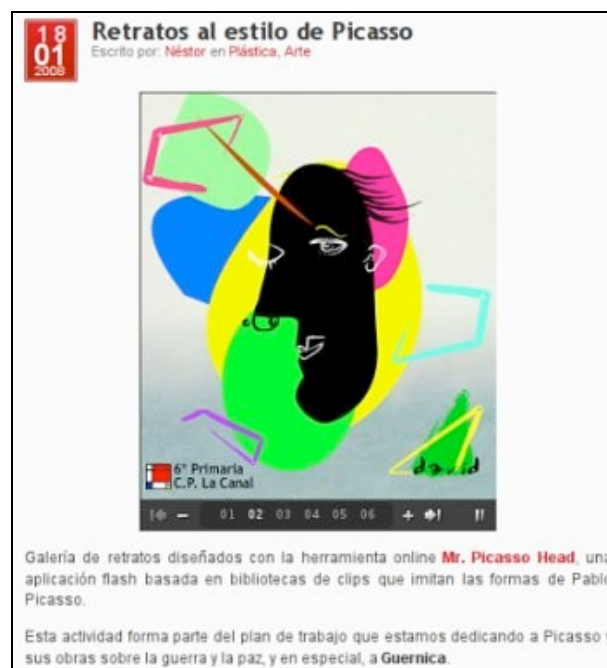 18
01
2008
Retratos al estilo de Picasso
Escrito por: Néstor en Plástica, Arte
david
6º Primaria
C.P. La Canal
01 02 03 04 05 06
Galería de retratos diseñados con la herramienta online Mr. Picasso Head, una
aplicación flash basada en bibliotecas de clips que imitan las formas de Pablo
Picasso.
Esta actividad forma parte del plan de trabajo que estamos dedicando a Picasso y
sus obras sobre la guerra y la paz, y en especial, a Guernica.